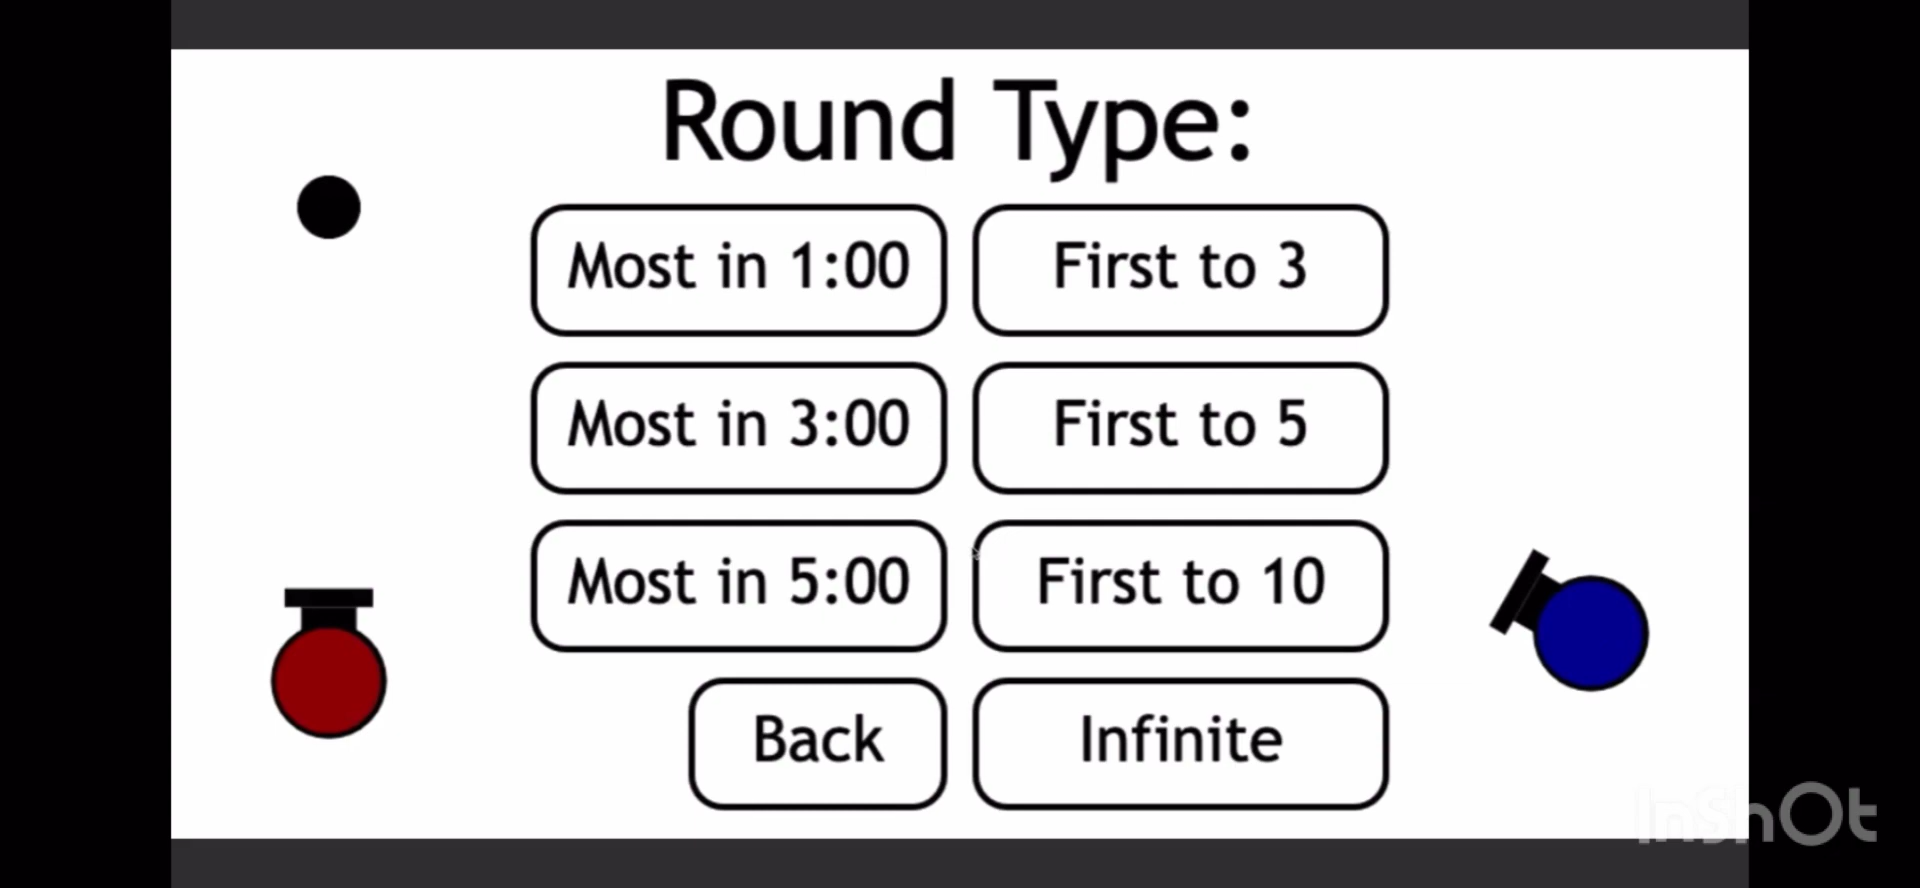 Round Type:
Most in 1:00
First to 3
Most in 3:00
First to 5
Most in 5:00
First to 10
Back
Infinite
InShOt